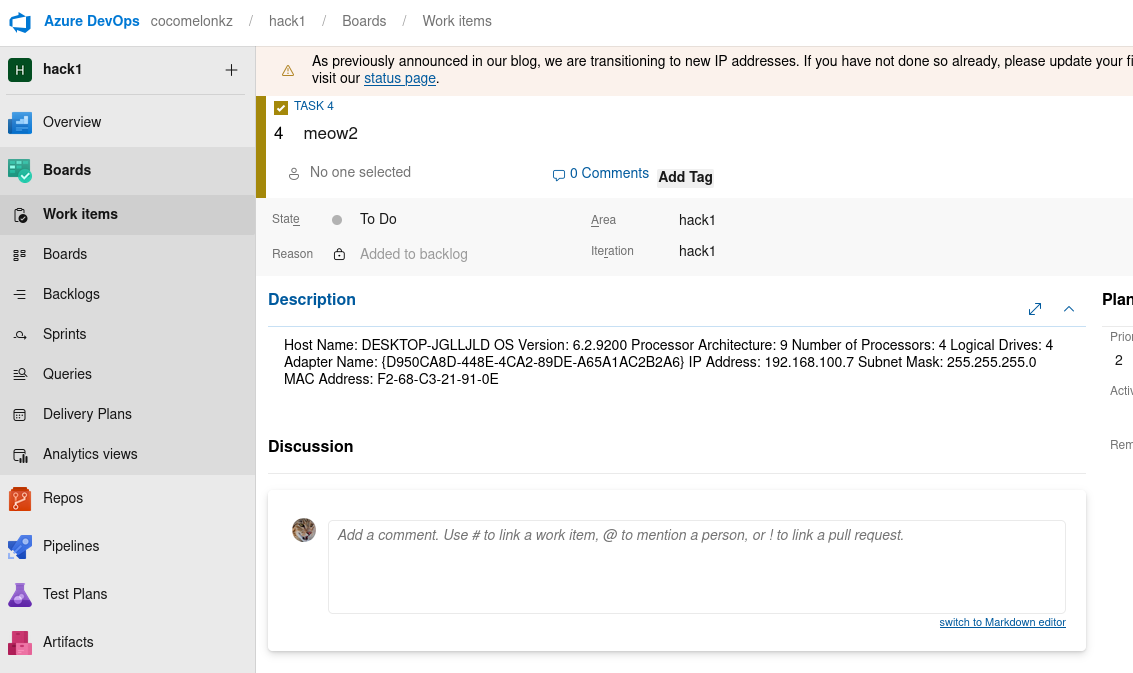 Azure DevOps cocomelonkz / hack1 / Boards / Work items
H hack1
As previously announced in our blog, we are transitioning to new IP addresses. If you have not done so already, please update your fi
visit our status page.
TASK 4
4 meow2
No one selected
0 Comments
Add Tag
State To Do
Area hack1
Reason Added to backlog
Iteration hack1
Overview
Boards
Work items
Boards
Backlogs
Sprints
Queries
Delivery Plans
Analytics views
Repos
Pipelines
Test Plans
Artifacts
Description
Host Name: DESKTOP-JGLLJLD OS Version: 6.2.9200 Processor Architecture: 9 Number of Processors: 4 Logical Drives: 4
Adapter Name: {D950CA8D-448E-4CA2-89DE-A65A1AC2B2A6} IP Address: 192.168.100.7 Subnet Mask: 255.255.255.0
MAC Address: F2-68-C3-21-91-0E
Discussion
Add a comment. Use # to link a work item, @ to mention a person, or ! to link a pull request.
switch to Markdown editor
Plan
Prior
2
Activ
Rem